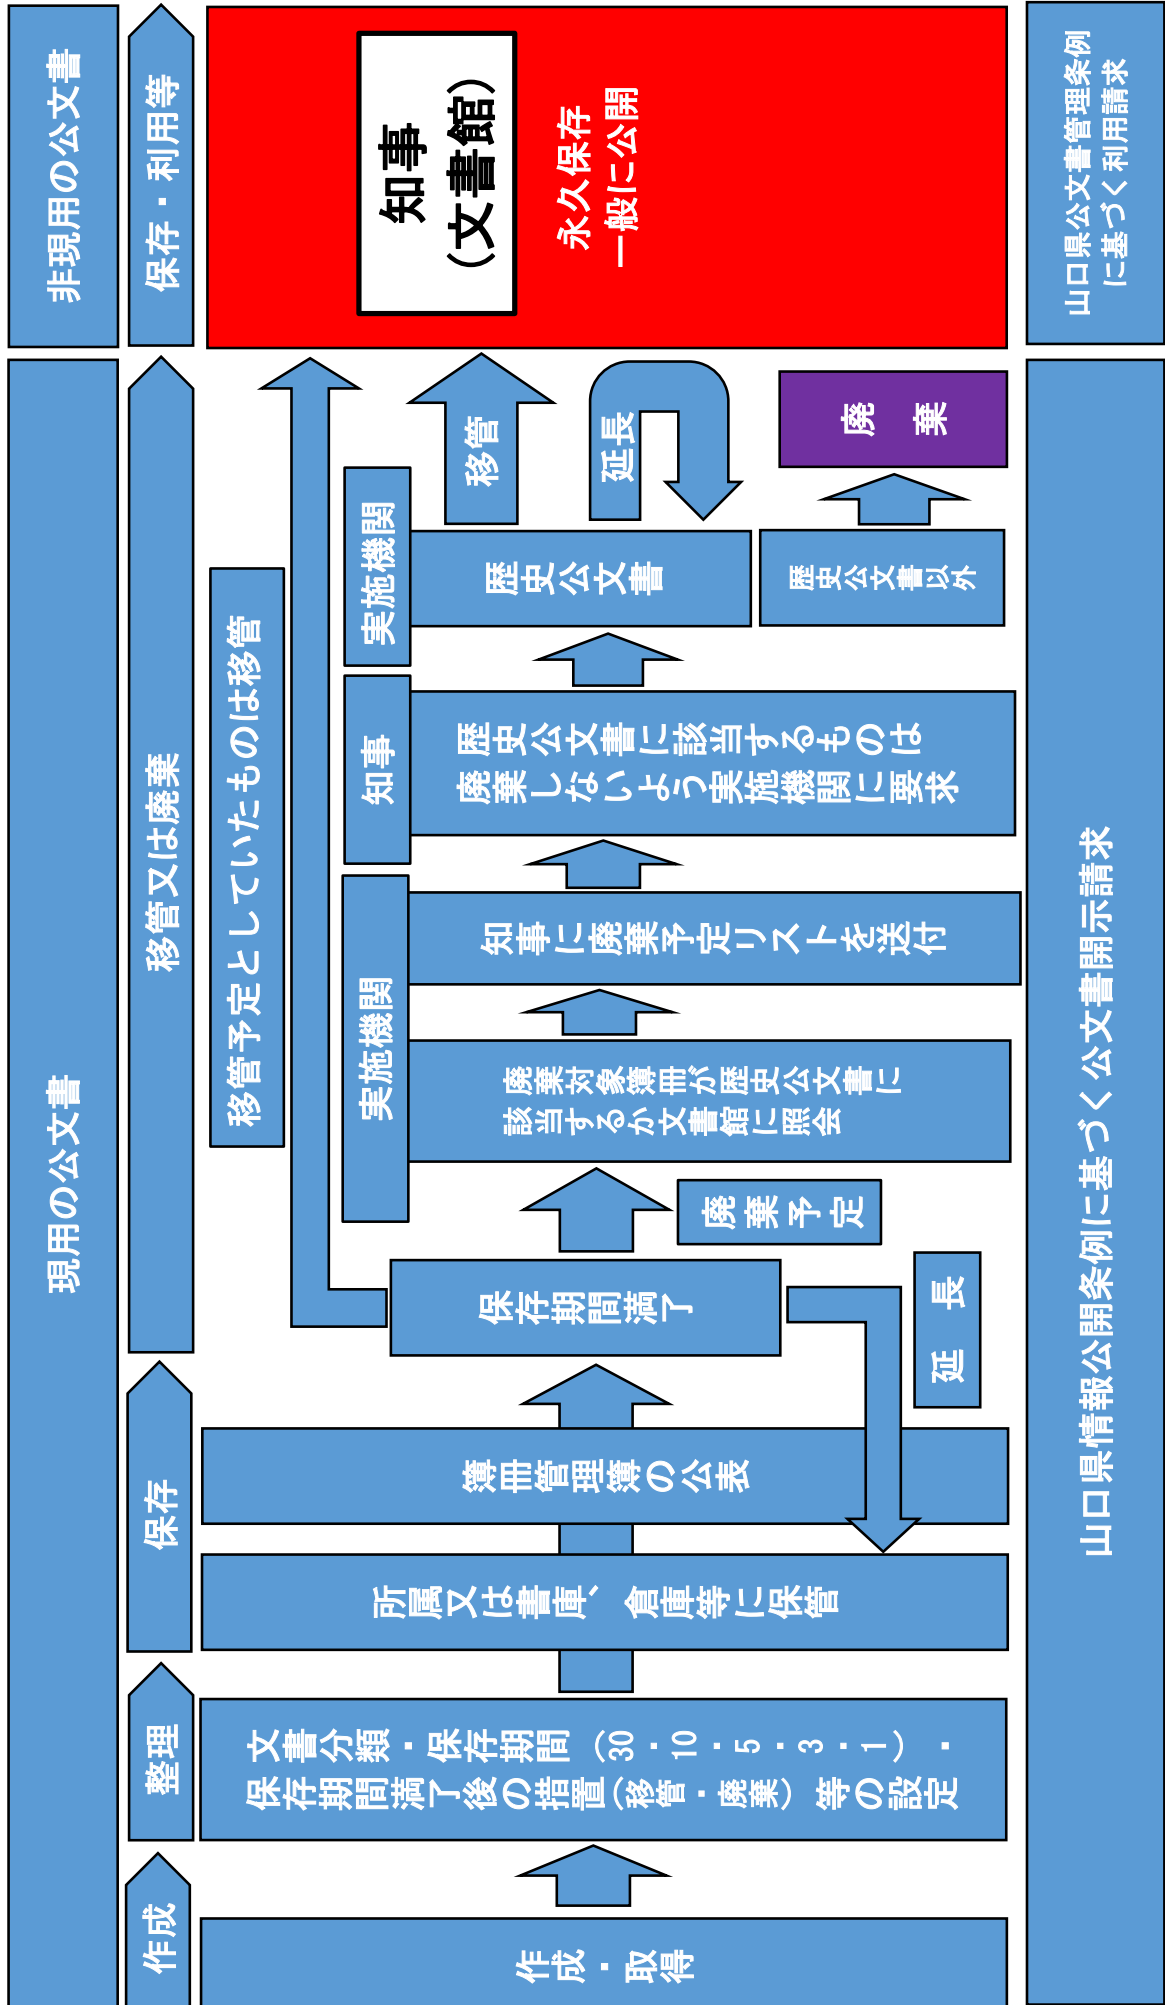 現用の公文書
非現用の公文書
作成
整理
保存
移管又は廃棄
保存・利用等
作成・取得
文書分類・保存期間(30・10・5・3・1)・
保存期間満了後の措置(移管・廃棄)等の設定
所属又は書庫、倉庫等に保管
簿冊管理簿の公表
保存期間満了
延長
移管予定としていたものは移管
廃棄予定
実施機関
廃棄対象簿冊が歴史公文書に
該当するか文書館に照会
知事に廃棄予定リストを送付
知事
歴史公文書に該当するものは
廃棄しないよう実施機関に要求
実施機関
歴史公文書
歴史公文書以外
移管
延長
廃棄
知事
(文書館)
永久保存
一般に公開
山口県情報公開条例に基づく公文書開示請求
山口県公文書管理条例
に基づく利用請求